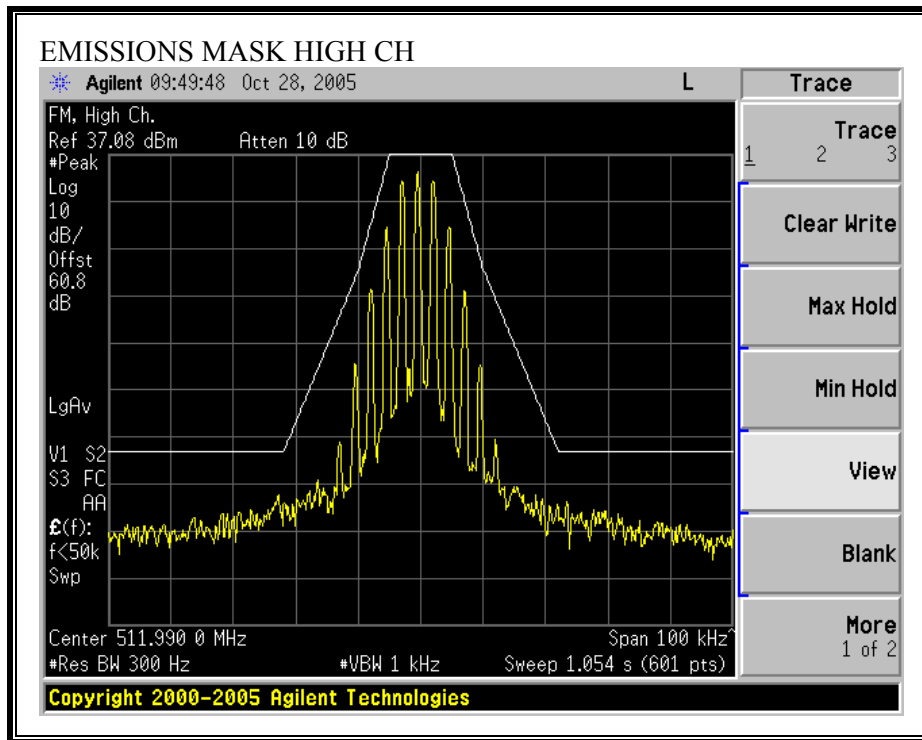 EMISSIONS MASK HIGH CH
Agilent 09:49:48 Oct 28, 2005 L Trace
FM, High Ch.
Ref 37.08 dBm Atten 10 dB
#Peak
Log
10
dB/
Offst
60.8
dB
LgAv
V1 S2
S3 FC
AA
£(f):
f<50k
Swp
Center 511.990 0 MHz Span 100 kHz^
#Res BW 300 Hz #VBW 1 kHz Sweep 1.054 s (601 pts)
Copyright 2000-2005 Agilent Technologies
Trace
1 2 3
Clear Write
Max Hold
Min Hold
View
Blank
More
1 of 2